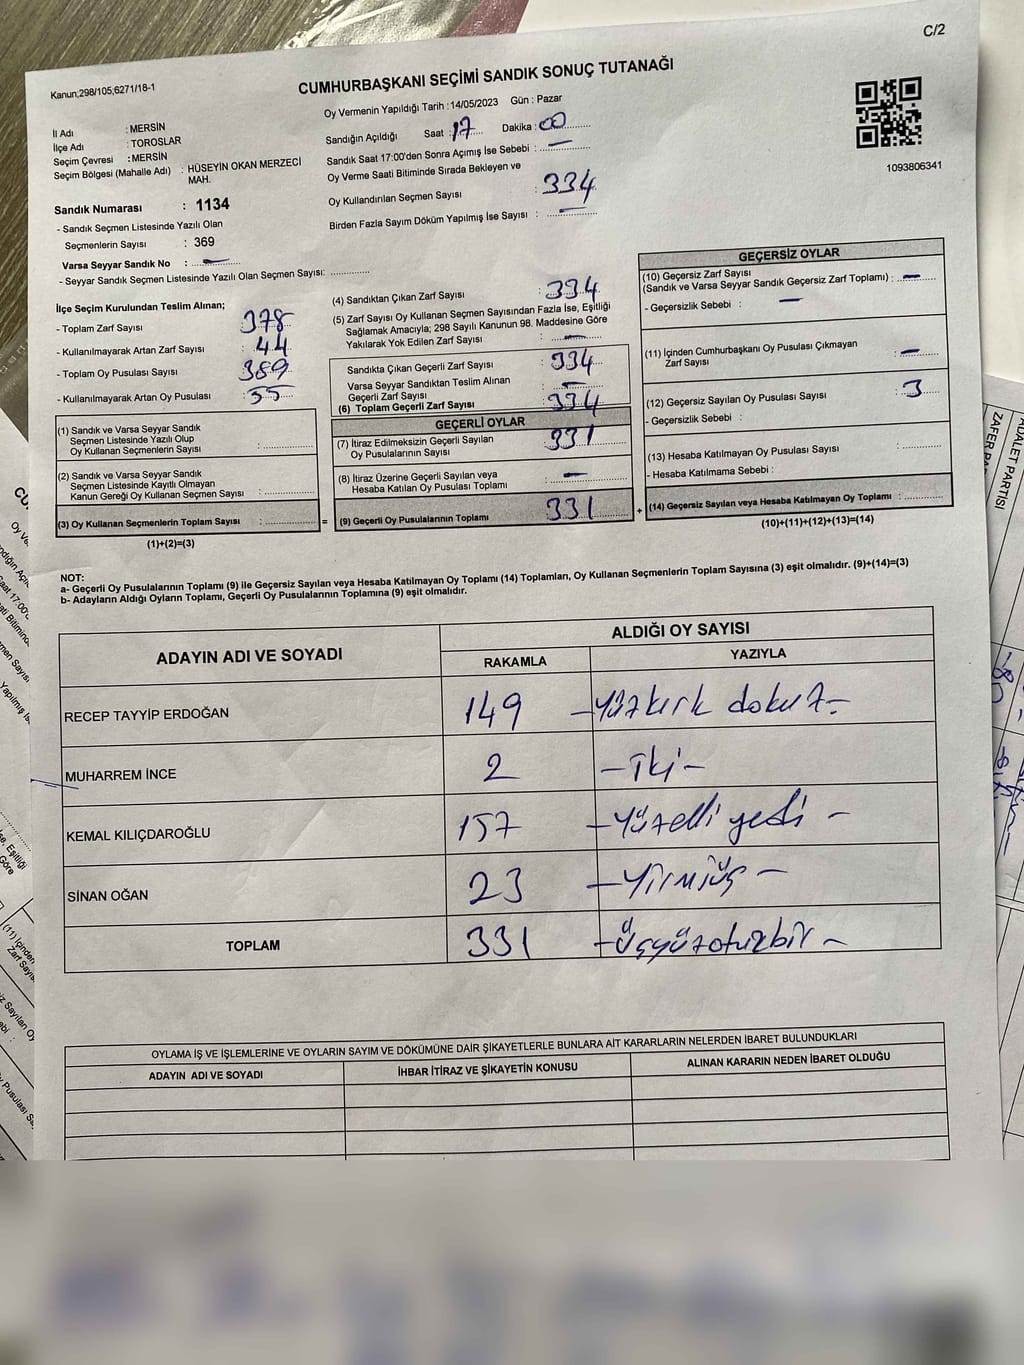 C/2
Kanun;298/105;6271/18-1
CUMHURBAŞKANI SEÇİMİ SANDIK SONUÇ TUTANAĞI
Oy Vermenin Yapıldığı Tarih :14/05/2023 Gün : Pazar
İl Adı : MERSİN
İlçe Adı : TOROSLAR
Seçim Çevresi : MERSİN
Seçim Bölgesi (Mahalle Adı) : HÜSEYİN OKAN MERZECİ MAH.
Sandık Numarası : 1134
- Sandık Seçmen Listesinde Yazılı Olan
Seçmenlerin Sayısı : 369
Varsa Seyyar Sandık No : —
- Seyyar Sandık Seçmen Listesinde Yazılı Olan Seçmen Sayısı: ..................
Sandığın Açıldığı Saat : 17 Dakika : 00
Sandık Saat 17:00'den Sonra Açımış İse Sebebi : —
Oy Verme Saati Bitiminde Sırada Bekleyen ve
Oy Kullandırılan Seçmen Sayısı : 334
Birden Fazla Sayım Döküm Yapılmış İse Sayısı : —
1093806341
İlçe Seçim Kurulundan Teslim Alınan;
- Toplam Zarf Sayısı : 378
- Kullanılmayarak Artan Zarf Sayısı : 44
- Toplam Oy Pusulası Sayısı : 389
- Kullanılmayarak Artan Oy Pusulası : 55
(4) Sandıktan Çıkan Zarf Sayısı : 334
(5) Zarf Sayısı Oy Kullanan Seçmen Sayısından Fazla İse, Eşitliği
Sağlamak Amacıyla; 298 Sayılı Kanunun 98. Maddesine Göre
Yakılarak Yok Edilen Zarf Sayısı : —
Sandıkta Çıkan Geçerli Zarf Sayısı : 334
Varsa Seyyar Sandıktan Teslim Alınan
Geçerli Zarf Sayısı : —
(6) Toplam Geçerli Zarf Sayısı : 334
GEÇERSİZ OYLAR
(10) Geçersiz Zarf Sayısı
(Sandık ve Varsa Seyyar Sandık Geçersiz Zarf Toplamı) : —
- Geçersizlik Sebebi : —
(11) İçinden Cumhurbaşkanı Oy Pusulası Çıkmayan
Zarf Sayısı : —
(12) Geçersiz Sayılan Oy Pusulası Sayısı : 3
- Geçersizlik Sebebi :
(13) Hesaba Katılmayan Oy Pusulası Sayısı :
- Hesaba Katılmama Sebebi :
(14) Geçersiz Sayılan veya Hesaba Katılmayan Oy Toplamı :
(10)+(11)+(12)+(13)=(14)
(1) Sandık ve Varsa Seyyar Sandık
Seçmen Listesinde Yazılı Olup
Oy Kullanan Seçmenlerin Sayısı :
(2) Sandık ve Varsa Seyyar Sandık
Seçmen Listesinde Kayıtlı Olmayan
Kanun Gereği Oy Kullanan Seçmen Sayısı :
(3) Oy Kullanan Seçmenlerin Toplam Sayısı : =
(1)+(2)=(3)
GEÇERLİ OYLAR
(7) İtiraz Edilmeksizin Geçerli Sayılan
Oy Pusulalarının Sayısı : 331
(8) İtiraz Üzerine Geçerli Sayılan veya
Hesaba Katılan Oy Pusulası Toplamı : —
(9) Geçerli Oy Pusulalarının Toplamı : 331 +
NOT:
a- Geçerli Oy Pusulalarının Toplamı (9) ile Geçersiz Sayılan veya Hesaba Katılmayan Oy Toplamı (14) Toplamları, Oy Kullanan Seçmenlerin Toplam Sayısına (3) eşit olmalıdır. (9)+(14)=(3)
b- Adayların Aldığı Oyların Toplamı, Geçerli Oy Pusulalarının Toplamına (9) eşit olmalıdır.
ADAYIN ADI VE SOYADI
ALDIĞI OY SAYISI
RAKAMLA YAZIYLA
RECEP TAYYİP ERDOĞAN 149 -Yüzkırk dokuz-
MUHARREM İNCE 2 -İki-
KEMAL KILIÇDAROĞLU 157 -Yüzelli yedi-
SİNAN OĞAN 23 -Yirmiüç-
TOPLAM 331 -Üçyüzotuzbir-
OYLAMA İŞ VE İŞLEMLERİNE VE OYLARIN SAYIM VE DÖKÜMÜNE DAİR ŞİKAYETLERLE BUNLARA AİT KARARLARIN NELERDEN İBARET BULUNDUKLARI
ADAYIN ADI VE SOYADI İHBAR İTİRAZ VE ŞİKAYETİN KONUSU ALINAN KARARIN NEDEN İBARET OLDUĞU